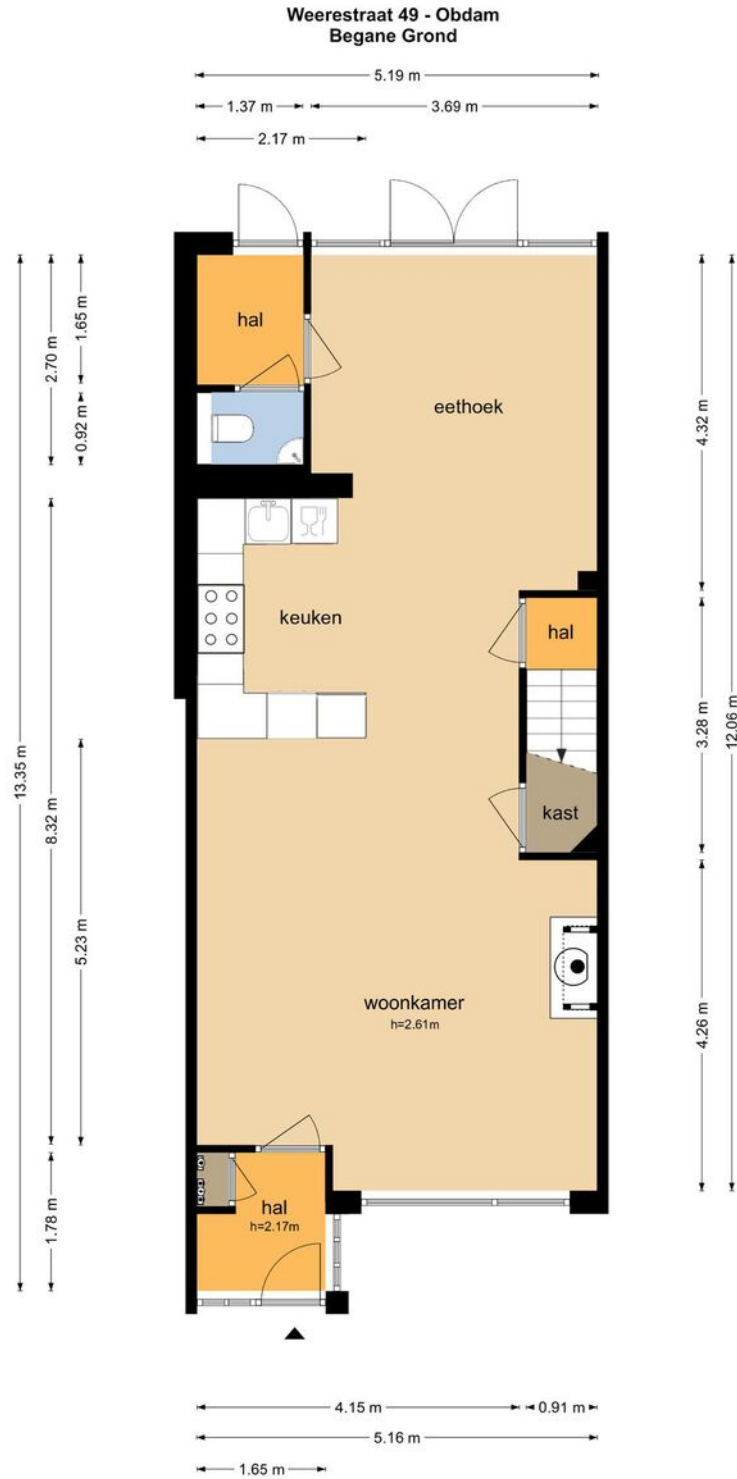 Weerestraat 49 - Obdam
Begane Grond
5.19 m
1.37 m
3.69 m
2.17 m
hal
eethoek
keuken
hal
kast
woonkamer
h=2.61m
hal
h=2.17m
13.35 m
2.70 m
1.65 m
0.92 m
8.32 m
5.23 m
1.78 m
4.32 m
3.28 m
4.26 m
12.06 m
4.15 m
0.91 m
5.16 m
1.65 m